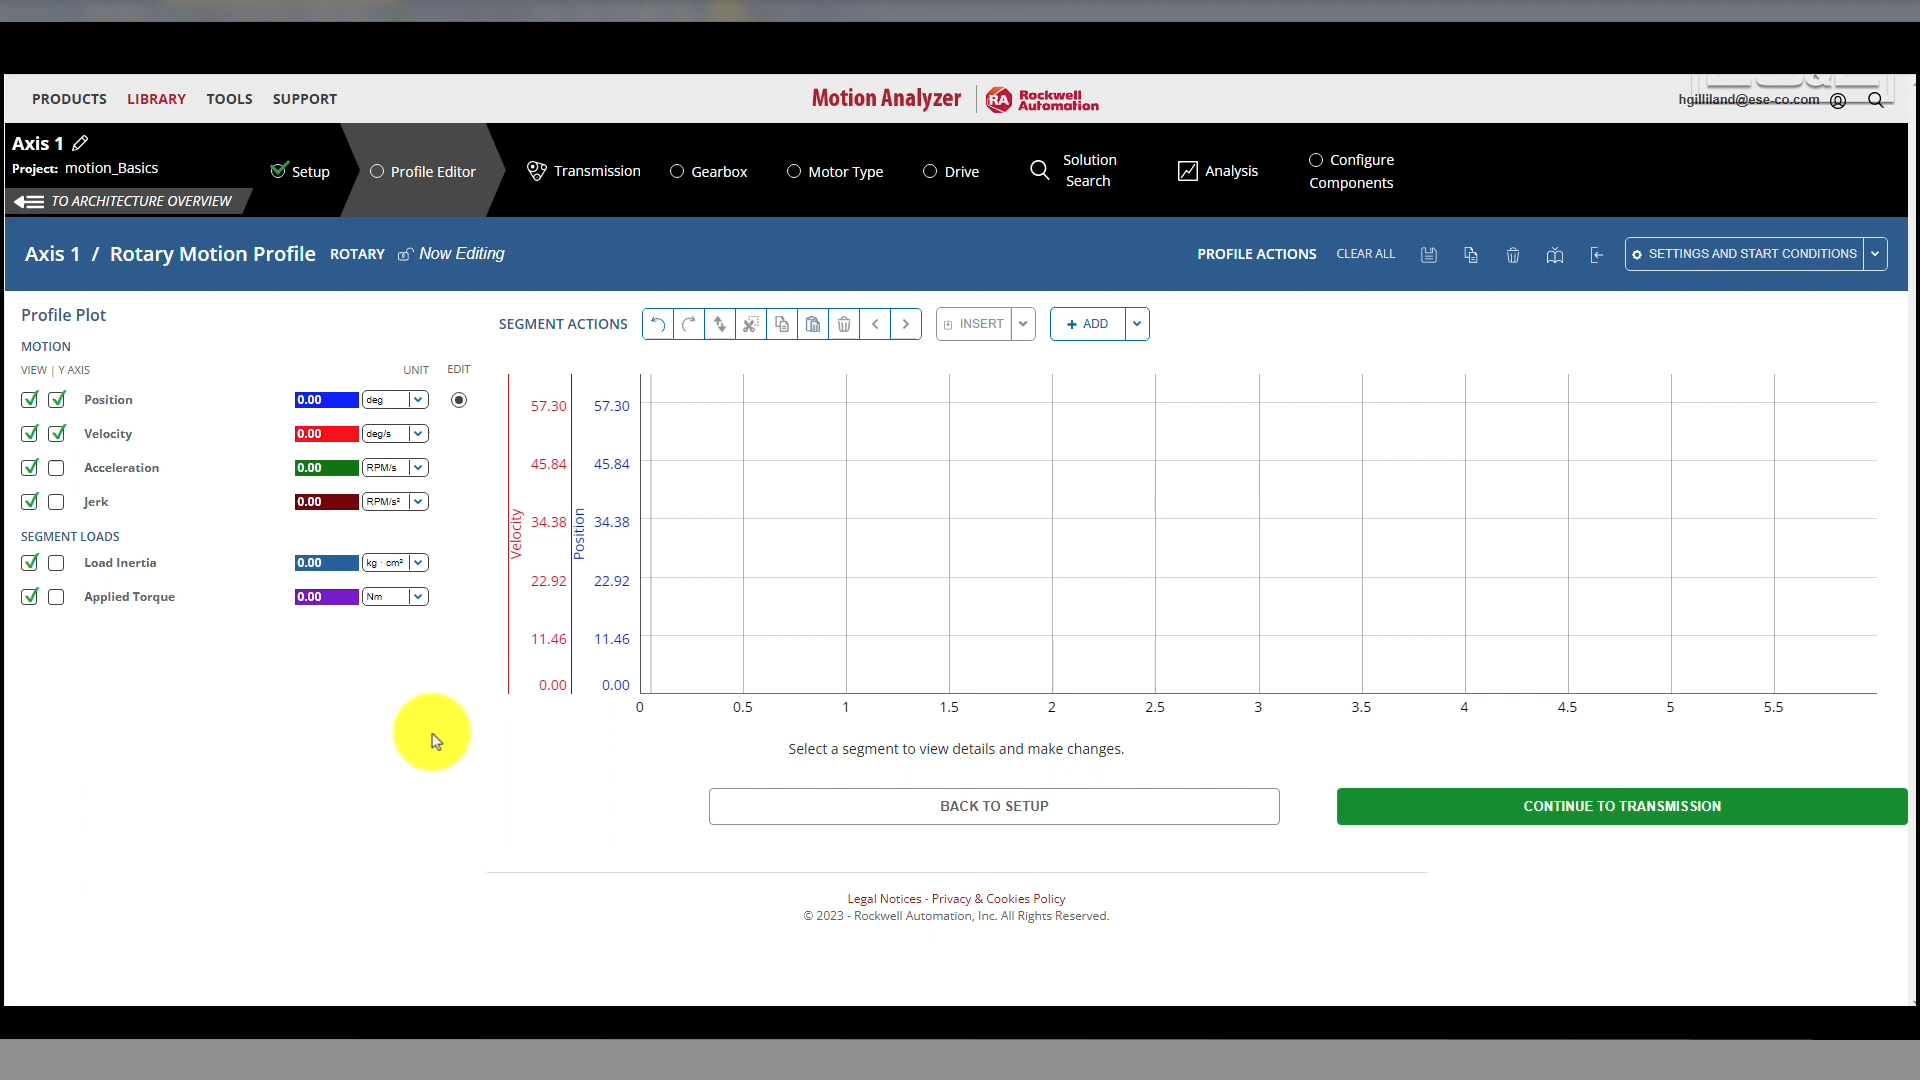 PRODUCTS LIBRARY TOOLS SUPPORT
Motion Analyzer
RA Rockwell Automation
hgilliland@ese-co.com
Axis 1
Project: motion_Basics
TO ARCHITECTURE OVERVIEW
Setup
Profile Editor
Transmission
Gearbox
Motor Type
Drive
Solution
Search
Analysis
Configure
Components
Axis 1 / Rotary Motion Profile ROTARY Now Editing
PROFILE ACTIONS CLEAR ALL SETTINGS AND START CONDITIONS
Profile Plot
MOTION
VIEW | Y AXIS UNIT EDIT
Position 0.00 deg
Velocity 0.00 deg/s
Acceleration 0.00 RPM/s
Jerk 0.00 RPM/s²
SEGMENT LOADS
Load Inertia 0.00 kg · cm²
Applied Torque 0.00 Nm
SEGMENT ACTIONS INSERT + ADD
Velocity
Position
57.30 57.30
45.84 45.84
34.38 34.38
22.92 22.92
11.46 11.46
0.00 0.00
0 0.5 1 1.5 2 2.5 3 3.5 4 4.5 5 5.5
Select a segment to view details and make changes.
BACK TO SETUP
CONTINUE TO TRANSMISSION
Legal Notices - Privacy & Cookies Policy
© 2023 - Rockwell Automation, Inc. All Rights Reserved.